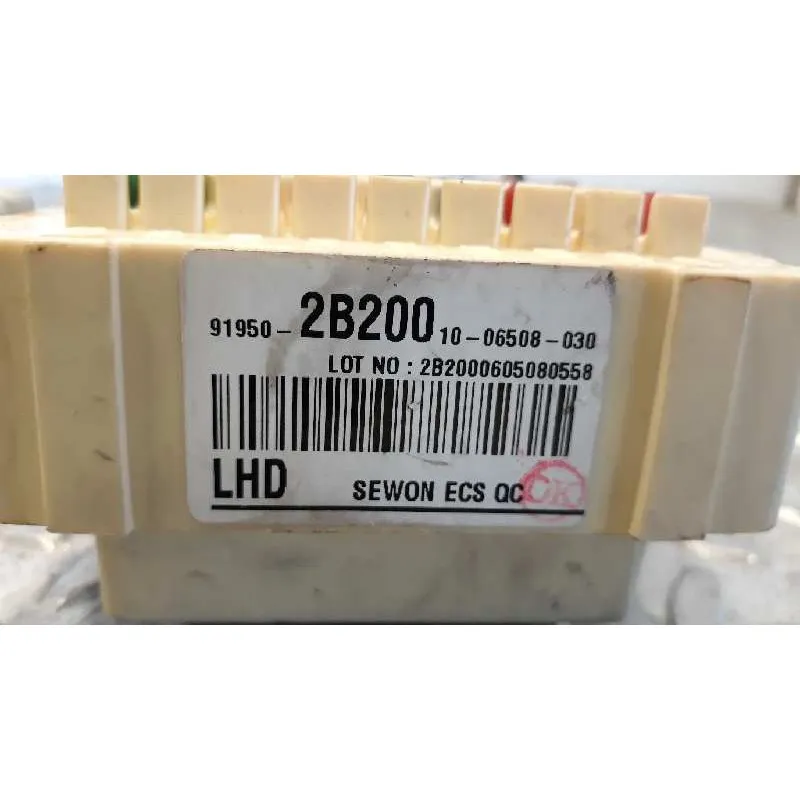 91950- 2B200 10-06508-030
LOT NO : 2B2000605080558
LHD SEWON ECS QC OK